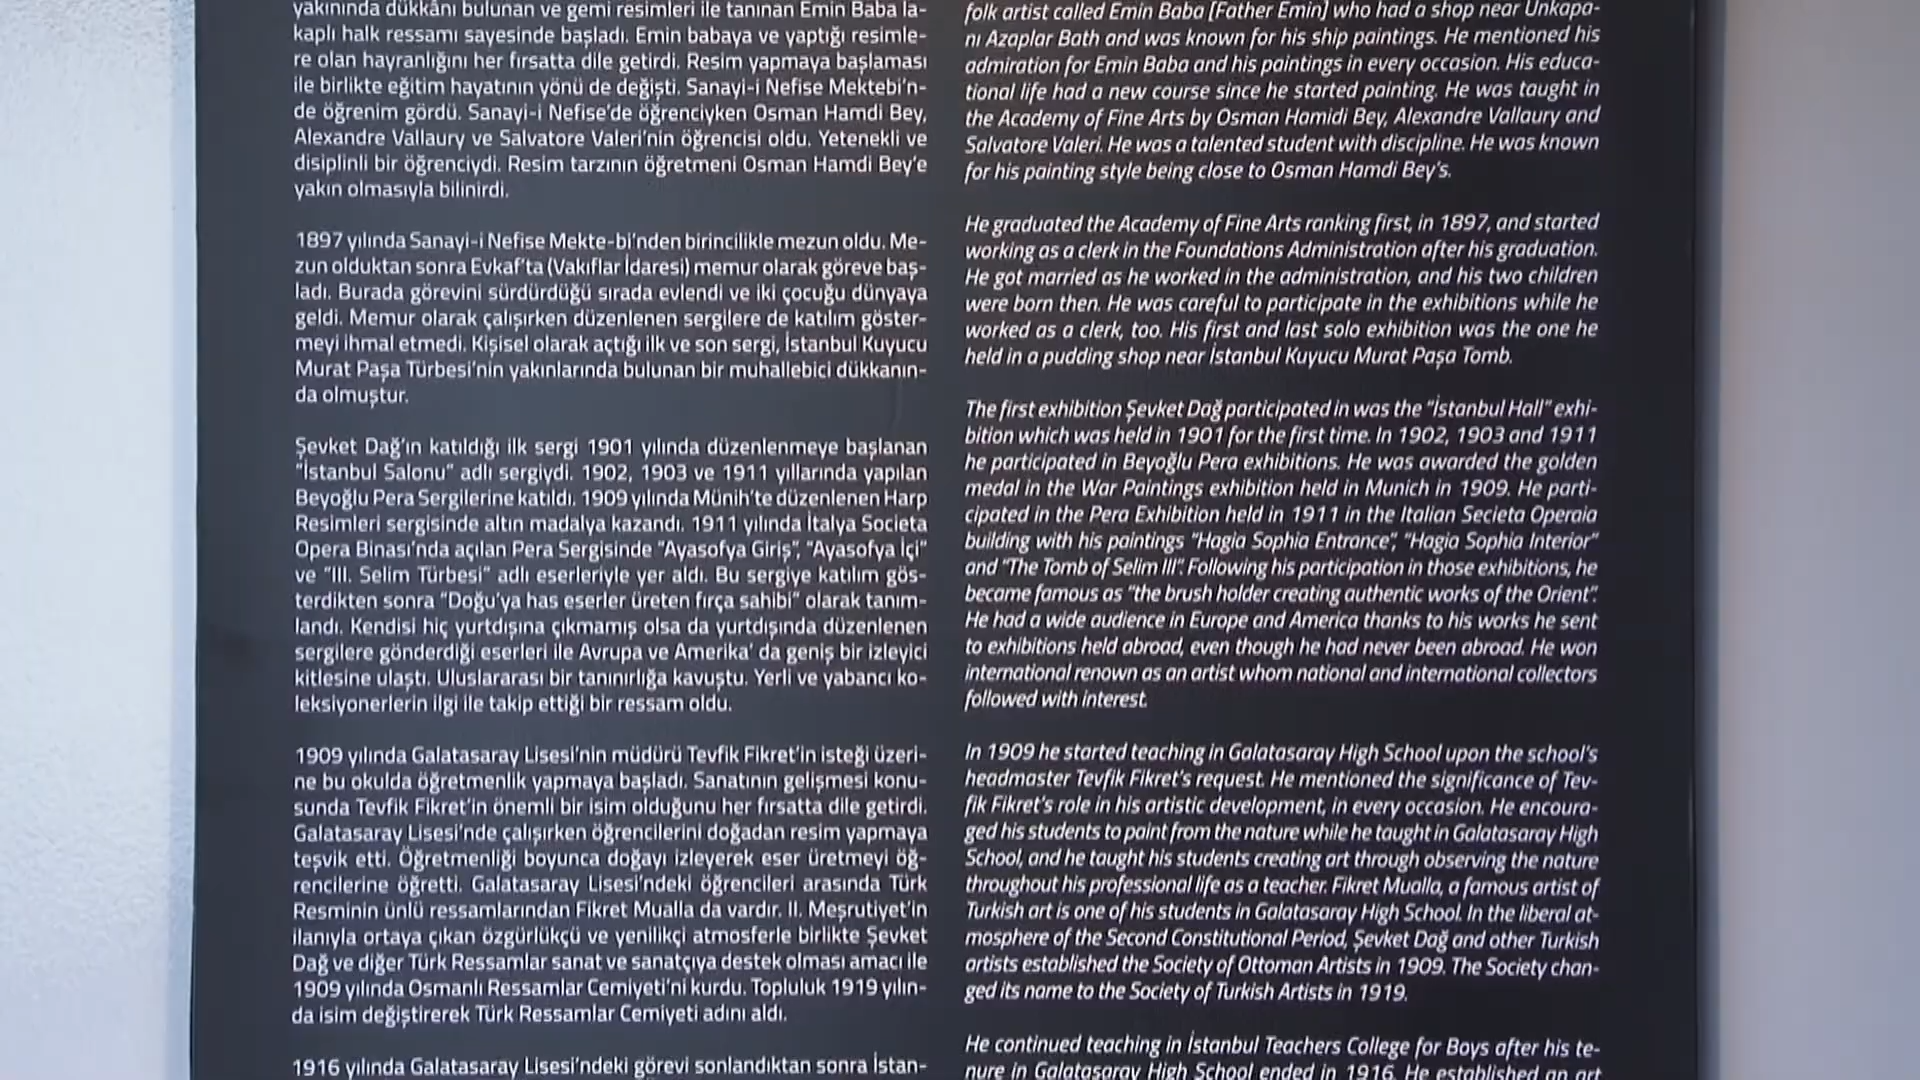 yakınında dükkânı bulunan ve gemi resimleri ile tanınan Emin Baba la-
kaplı halk ressamı sayesinde başladı. Emin babaya ve yaptığı resimle-
re olan hayranlığını her fırsatta dile getirdi. Resim yapmaya başlaması
ile birlikte eğitim hayatının yönü de değişti. Sanayi-i Nefise Mektebi’n-
de öğrenim gördü. Sanayi-i Nefise’de öğrenciyken Osman Hamdi Bey,
Alexandre Vallaury ve Salvatore Valeri’nin öğrencisi oldu. Yetenekli ve
disiplinli bir öğrenciydi. Resim tarzının öğretmeni Osman Hamdi Bey’e
yakın olmasıyla bilinirdi.
1897 yılında Sanayi-i Nefise Mekte-bi’nden birincilikle mezun oldu. Me-
zun olduktan sonra Evkaf’ta (Vakıflar İdaresi) memur olarak göreve baş-
ladı. Burada görevini sürdürdüğü sırada evlendi ve iki çocuğu dünyaya
geldi. Memur olarak çalışırken düzenlenen sergilere de katılım göster-
meyi ihmal etmedi. Kişisel olarak açtığı ilk ve son sergi, İstanbul Kuyucu
Murat Paşa Türbesi’nin yakınlarında bulunan bir muhallebici dükkanın-
da olmuştur.
Şevket Dağ’ın katıldığı ilk sergi 1901 yılında düzenlenmeye başlanan
“İstanbul Salonu” adlı sergiydi. 1902, 1903 ve 1911 yıllarında yapılan
Beyoğlu Pera Sergilerine katıldı. 1909 yılında Münih’te düzenlenen Harp
Resimleri sergisinde altın madalya kazandı. 1911 yılında İtalya Societa
Opera Binası’nda açılan Pera Sergisinde “Ayasofya Giriş”, “Ayasofya İçi”
ve “III. Selim Türbesi” adlı eserleriyle yer aldı. Bu sergiye katılım gös-
terdikten sonra “Doğu’ya has eserler üreten fırça sahibi” olarak tanım-
landı. Kendisi hiç yurtdışına çıkmamış olsa da yurtdışında düzenlenen
sergilere gönderdiği eserleri ile Avrupa ve Amerika’ da geniş bir izleyici
kitlesine ulaştı. Uluslararası bir tanınırlığa kavuştu. Yerli ve yabancı ko-
leksiyonerlerin ilgi ile takip ettiği bir ressam oldu.
1909 yılında Galatasaray Lisesi’nin müdürü Tevfik Fikret’in isteği üzeri-
ne bu okulda öğretmenlik yapmaya başladı. Sanatının gelişmesi konu-
sunda Tevfik Fikret’in önemli bir isim olduğunu her fırsatta dile getirdi.
Galatasaray Lisesi’nde çalışırken öğrencilerini doğadan resim yapmaya
teşvik etti. Öğretmenliği boyunca doğayı izleyerek eser üretmeyi öğ-
rencilerine öğretti. Galatasaray Lisesi’ndeki öğrencileri arasında Türk
Resminin ünlü ressamlarından Fikret Mualla da vardır. II. Meşrutiyet’in
ilanıyla ortaya çıkan özgürlükçü ve yenilikçi atmosferle birlikte Şevket
Dağ ve diğer Türk Ressamlar sanat ve sanatçıya destek olması amacı ile
1909 yılında Osmanlı Ressamlar Cemiyeti’ni kurdu. Topluluk 1919 yılın-
da isim değiştirerek Türk Ressamlar Cemiyeti adını aldı.
1916 yılında Galatasaray Lisesi’ndeki görevi sonlandıktan sonra İstan-
folk artist called Emin Baba [Father Emin] who had a shop near Unkapa-
nı Azaplar Bath and was known for his ship paintings. He mentioned his
admiration for Emin Baba and his paintings in every occasion. His educa-
tional life had a new course since he started painting. He was taught in
the Academy of Fine Arts by Osman Hamidi Bey, Alexandre Vallaury and
Salvatore Valeri. He was a talented student with discipline. He was known
for his painting style being close to Osman Hamdi Bey’s.
He graduated the Academy of Fine Arts ranking first, in 1897, and started
working as a clerk in the Foundations Administration after his graduation.
He got married as he worked in the administration, and his two children
were born then. He was careful to participate in the exhibitions while he
worked as a clerk, too. His first and last solo exhibition was the one he
held in a pudding shop near İstanbul Kuyucu Murat Paşa Tomb.
The first exhibition Şevket Dağ participated in was the “İstanbul Hall” exhi-
bition which was held in 1901 for the first time. In 1902, 1903 and 1911
he participated in Beyoğlu Pera exhibitions. He was awarded the golden
medal in the War Paintings exhibition held in Munich in 1909. He parti-
cipated in the Pera Exhibition held in 1911 in the Italian Secieta Operaia
building with his paintings “Hagia Sophia Entrance”, “Hagia Sophia Interior”
and “The Tomb of Selim III”. Following his participation in those exhibitions, he
became famous as “the brush holder creating authentic works of the Orient”.
He had a wide audience in Europe and America thanks to his works he sent
to exhibitions held abroad, even though he had never been abroad. He won
international renown as an artist whom national and international collectors
followed with interest.
In 1909 he started teaching in Galatasaray High School upon the school’s
headmaster Tevfik Fikret’s request. He mentioned the significance of Tev-
fik Fikret’s role in his artistic development, in every occasion. He encoura-
ged his students to paint from the nature while he taught in Galatasaray High
School, and he taught his students creating art through observing the nature
throughout his professional life as a teacher. Fikret Mualla, a famous artist of
Turkish art is one of his students in Galatasaray High School. In the liberal at-
mosphere of the Second Constitutional Period, Şevket Dağ and other Turkish
artists established the Society of Ottoman Artists in 1909. The Society chan-
ged its name to the Society of Turkish Artists in 1919.
He continued teaching in İstanbul Teachers College for Boys after his te-
nure in Galatasaray High School ended in 1916. He established an art